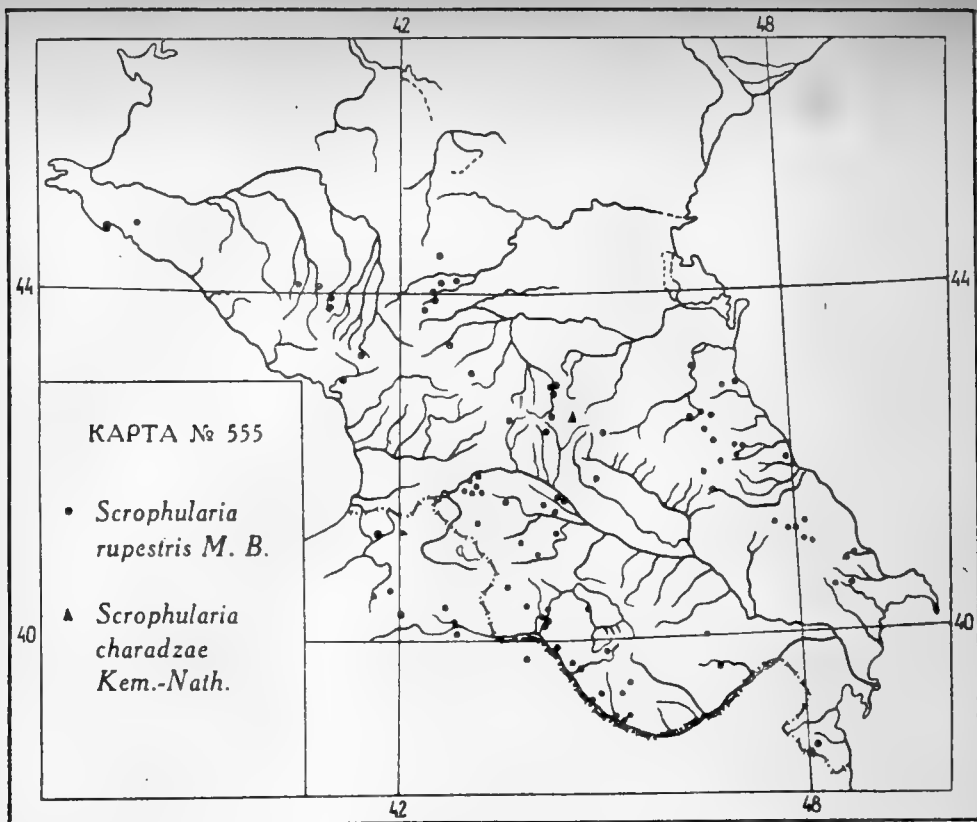 42 48
44 44
КАРТА № 555
• Scrophularia
rupestris M. B.
▲ Scrophularia
charadzae
Kem.-Nath.
40 40
42 48